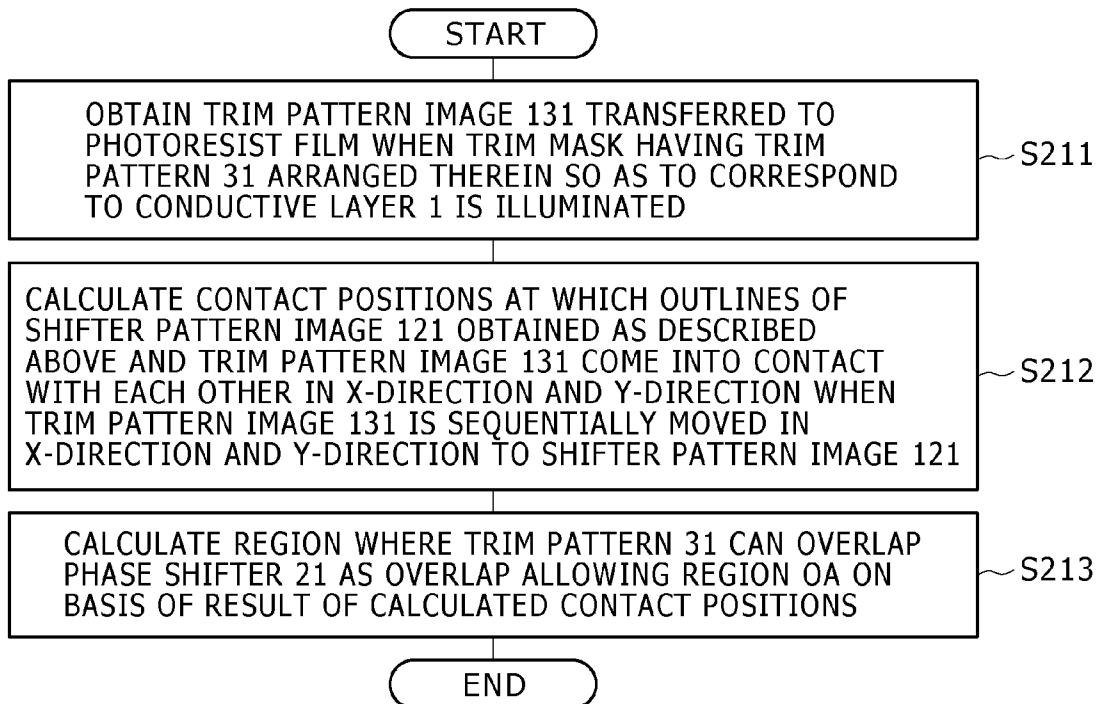 START
OBTAIN TRIM PATTERN IMAGE 131 TRANSFERRED TO
PHOTORESIST FILM WHEN TRIM MASK HAVING TRIM
PATTERN 31 ARRANGED THEREIN SO AS TO CORRESPOND
TO CONDUCTIVE LAYER 1 IS ILLUMINATED
S211
CALCULATE CONTACT POSITIONS AT WHICH OUTLINES OF
SHIFTER PATTERN IMAGE 121 OBTAINED AS DESCRIBED
ABOVE AND TRIM PATTERN IMAGE 131 COME INTO CONTACT
WITH EACH OTHER IN X-DIRECTION AND Y-DIRECTION WHEN
TRIM PATTERN IMAGE 131 IS SEQUENTIALLY MOVED IN
X-DIRECTION AND Y-DIRECTION TO SHIFTER PATTERN IMAGE 121
S212
CALCULATE REGION WHERE TRIM PATTERN 31 CAN OVERLAP
PHASE SHIFTER 21 AS OVERLAP ALLOWING REGION OA ON
BASIS OF RESULT OF CALCULATED CONTACT POSITIONS
S213
END